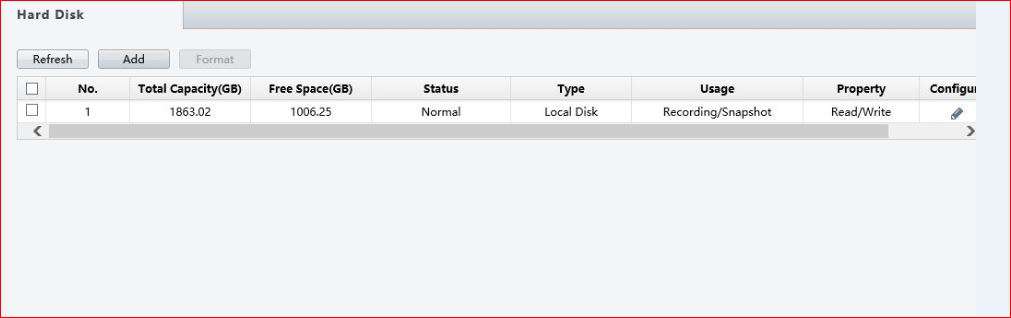 Hard Disk
Refresh Add Format
No. Total Capacity(GB) Free Space(GB) Status Type Usage Property Configur
1 1863.02 1006.25 Normal Local Disk Recording/Snapshot Read/Write